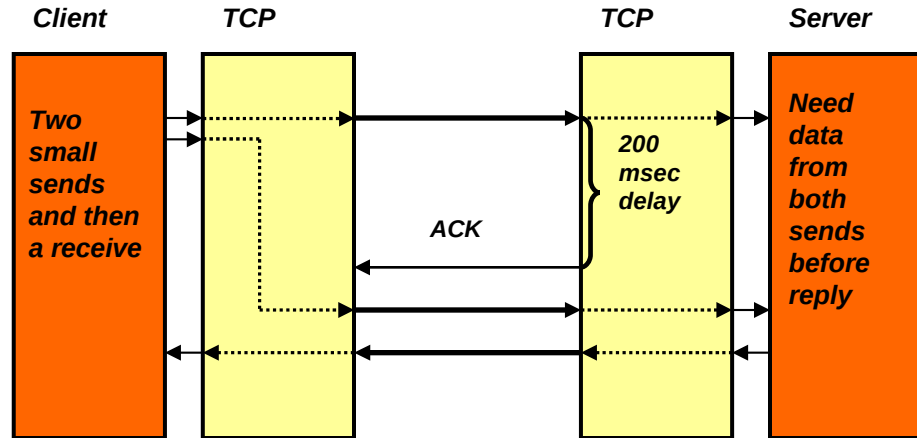 Client
TCP
TCP
Server
Two
small
sends
and then
a receive
ACK
200
msec
delay
Need
data
from
both
sends
before
reply